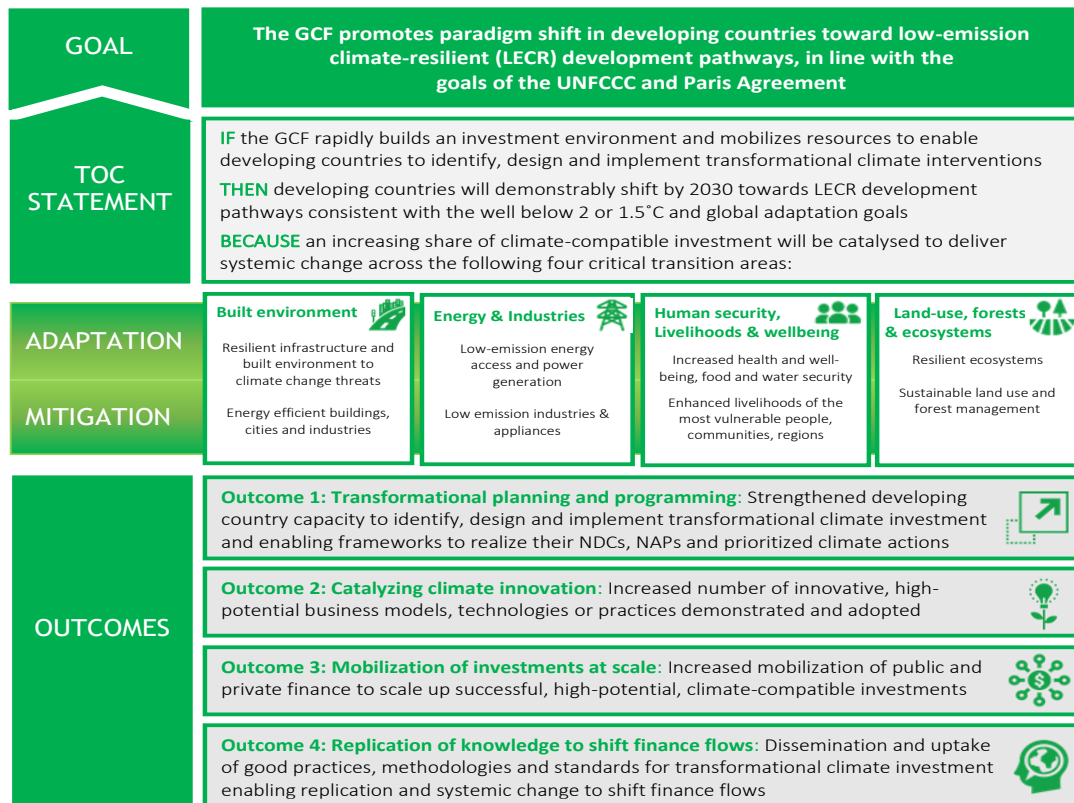 GOAL
The GCF promotes paradigm shift in developing countries toward low-emission
climate-resilient (LECR) development pathways, in line with the
goals of the UNFCCC and Paris Agreement
TOC
STATEMENT
IF the GCF rapidly builds an investment environment and mobilizes resources to enable
developing countries to identify, design and implement transformational climate interventions
THEN developing countries will demonstrably shift by 2030 towards LECR development
pathways consistent with the well below 2 or 1.5˚C and global adaptation goals
BECAUSE an increasing share of climate-compatible investment will be catalysed to deliver
systemic change across the following four critical transition areas:
ADAPTATION
MITIGATION
Built environment
Resilient infrastructure and
built environment to
climate change threats
Energy efficient buildings,
cities and industries
Energy & Industries
Low-emission energy
access and power
generation
Low emission industries &
appliances
Human security,
Livelihoods & wellbeing
Increased health and well-
being, food and water security
Enhanced livelihoods of the
most vulnerable people,
communities, regions
Land-use, forests
& ecosystems
Resilient ecosystems
Sustainable land use and
forest management
OUTCOMES
Outcome 1: Transformational planning and programming: Strengthened developing
country capacity to identify, design and implement transformational climate investment
and enabling frameworks to realize their NDCs, NAPs and prioritized climate actions
Outcome 2: Catalyzing climate innovation: Increased number of innovative, high-
potential business models, technologies or practices demonstrated and adopted
Outcome 3: Mobilization of investments at scale: Increased mobilization of public and
private finance to scale up successful, high-potential, climate-compatible investments
Outcome 4: Replication of knowledge to shift finance flows: Dissemination and uptake
of good practices, methodologies and standards for transformational climate investment
enabling replication and systemic change to shift finance flows